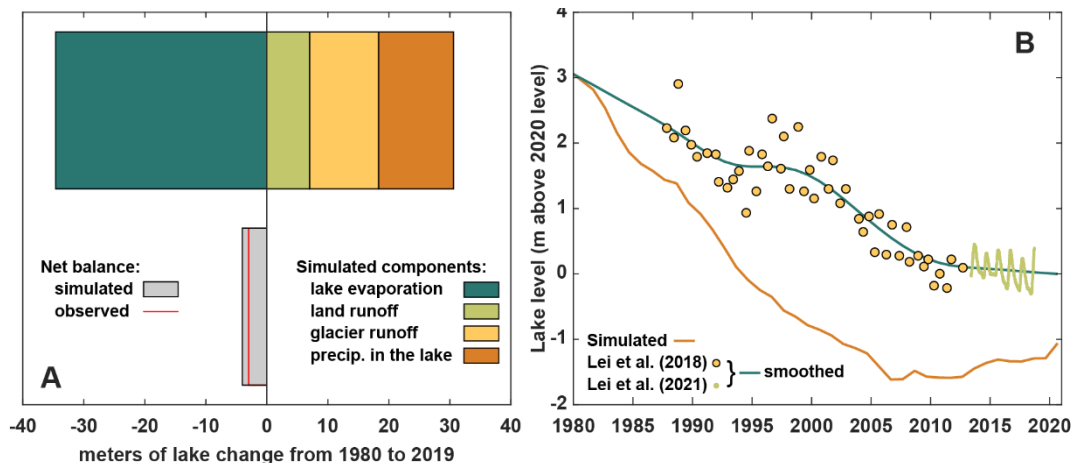 Net balance:
simulated
observed
Simulated components:
lake evaporation
land runoff
glacier runoff
precip. in the lake
A
-40 -30 -20 -10 0 10 20 30 40
meters of lake change from 1980 to 2019
B
Lake level (m above 2020 level)
4
3
2
1
0
-1
-2
Simulated
Lei et al. (2018)
Lei et al. (2021)
} smoothed
1980 1985 1990 1995 2000 2005 2010 2015 2020